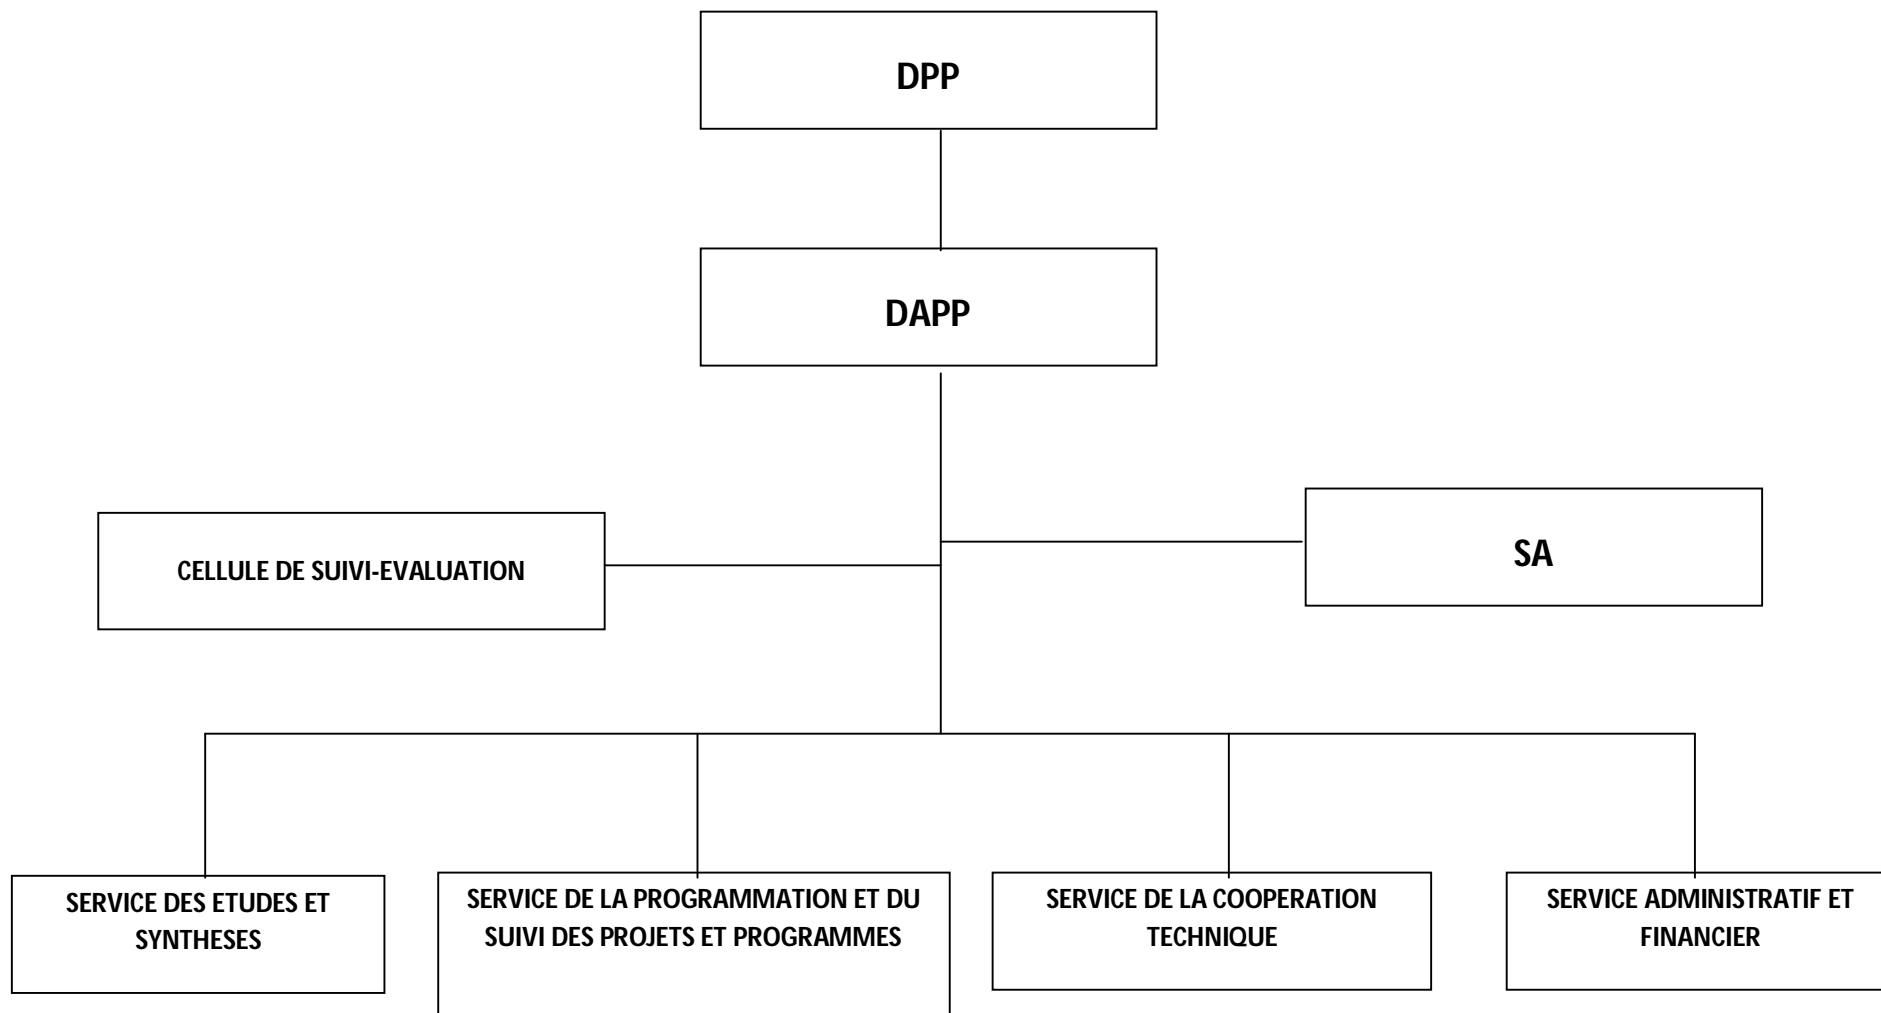 DPP
DAPP
CELLULE DE SUIVI-EVALUATION
SA
SERVICE DES ETUDES ET
SYNTHESES
SERVICE DE LA PROGRAMMATION ET DU
SUIVI DES PROJETS ET PROGRAMMES
SERVICE DE LA COOPERATION
TECHNIQUE
SERVICE ADMINISTRATIF ET
FINANCIER